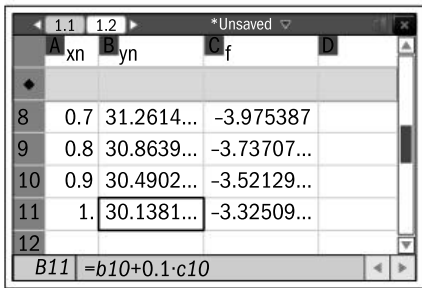 1.1 1.2 *Unsaved
A xn B yn C f D
◆
8 0.7 31.2614... -3.975387
9 0.8 30.8639... -3.73707...
10 0.9 30.4902... -3.52129...
11 1. 30.1381... -3.32509...
12
B11 =b10+0.1·c10